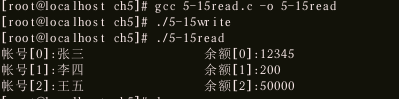 [root@localhost ch5]# gcc 5-15read.c -o 5-15read
[root@localhost ch5]# ./5-15write
[root@localhost ch5]# ./5-15read
帐号[0]:张三 余额[0]:12345
帐号[1]:李四 余额[1]:200
帐号[2]:王五 余额[2]:50000